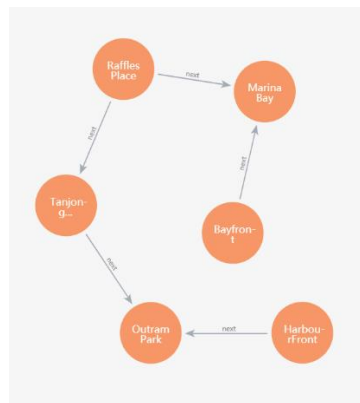 Raffles
Place
next
Marina
Bay
next
next
Tanjon-
g...
Bayfron-
t
next
Outram
Park
next
Harbou-
rFront